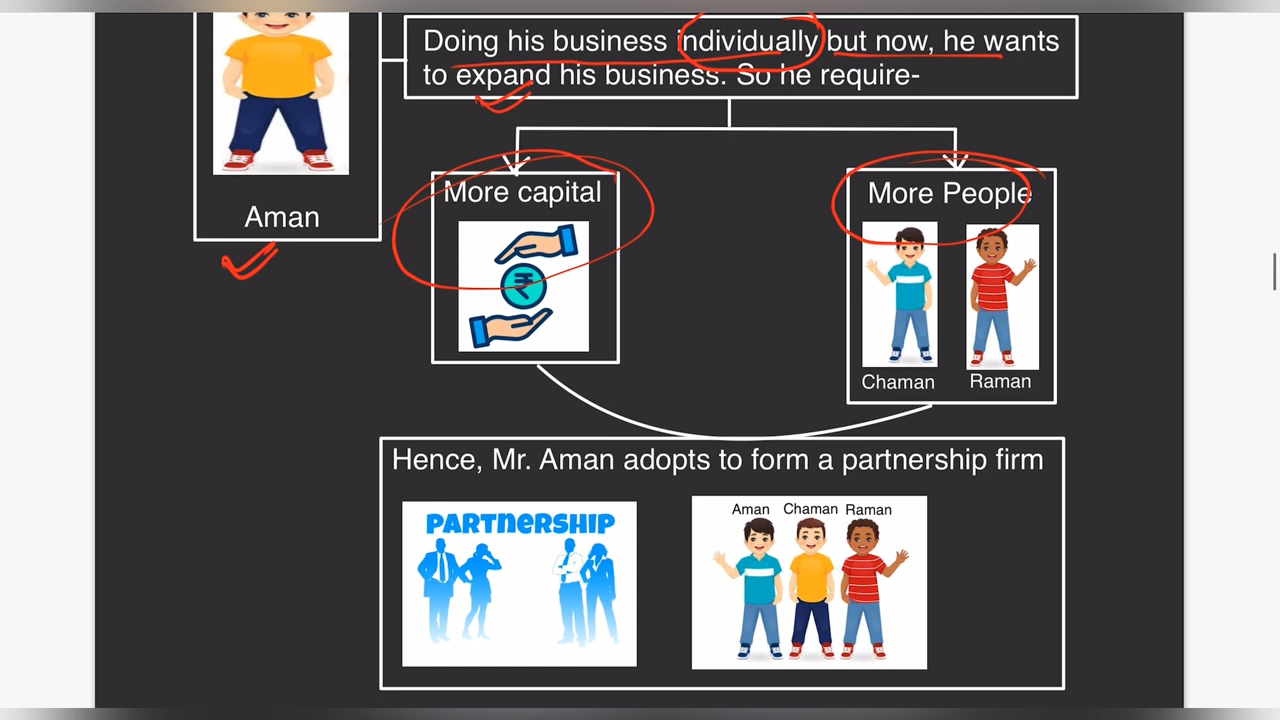 Doing his business individually but now, he wants
to expand his business. So he require-
Aman
More capital
More People
Chaman
Raman
Hence, Mr. Aman adopts to form a partnership firm
PARTNERSHIP
Aman Chaman Raman